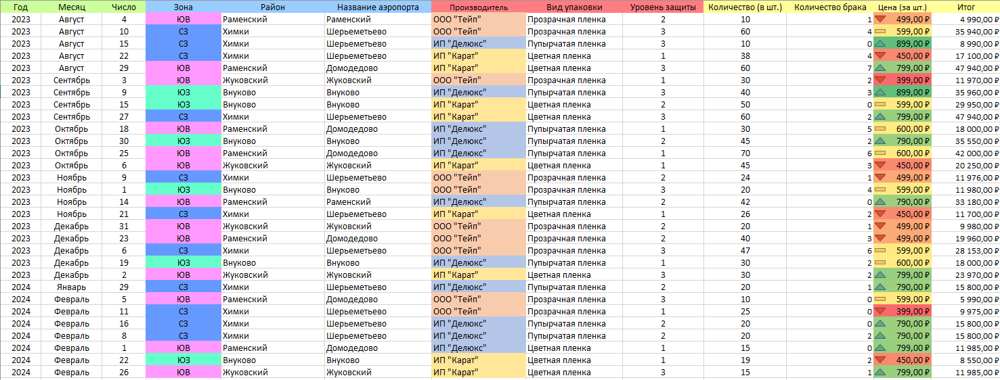 Год Месяц Число Зона Район Название аэропорта Производитель Вид упаковки Уровень защиты Количество (в шт.) Количество брака Цена (за шт.) Итог
2023 Август 4 ЮВ Раменский Раменский ООО "Тейп" Прозрачная пленка 2 10 1 499,00 ₽ 4 990,00 ₽
2023 Август 10 СЗ Химки Шерьеметьево ООО "Тейп" Прозрачная пленка 3 60 4 599,00 ₽ 35 940,00 ₽
2023 Август 15 СЗ Химки Шерьеметьево ИП "Делюкс" Пупырчатая пленка 3 10 0 899,00 ₽ 8 990,00 ₽
2023 Август 22 СЗ Химки Шерьеметьево ИП "Карат" Цветная пленка 1 38 4 450,00 ₽ 17 100,00 ₽
2023 Август 29 ЮВ Раменский Домодедово ИП "Карат" Цветная пленка 3 60 7 799,00 ₽ 47 940,00 ₽
2023 Сентябрь 3 ЮВ Жуковский Жуковский ООО "Тейп" Прозрачная пленка 1 30 2 399,00 ₽ 11 970,00 ₽
2023 Сентябрь 9 ЮЗ Внуково Внуково ИП "Делюкс" Пупырчатая пленка 3 40 3 899,00 ₽ 35 960,00 ₽
2023 Сентябрь 15 ЮЗ Внуково Внуково ИП "Карат" Цветная пленка 2 50 0 599,00 ₽ 29 950,00 ₽
2023 Сентябрь 27 СЗ Химки Шерьеметьево ИП "Карат" Цветная пленка 3 60 2 799,00 ₽ 47 940,00 ₽
2023 Октябрь 18 ЮВ Раменский Домодедово ИП "Делюкс" Пупырчатая пленка 1 30 5 600,00 ₽ 18 000,00 ₽
2023 Октябрь 30 ЮЗ Внуково Внуково ИП "Делюкс" Пупырчатая пленка 2 45 2 790,00 ₽ 35 550,00 ₽
2023 Октябрь 25 ЮВ Раменский Домодедово ИП "Делюкс" Пупырчатая пленка 1 70 6 600,00 ₽ 42 000,00 ₽
2023 Октябрь 6 ЮВ Жуковский Жуковский ИП "Карат" Цветная пленка 1 45 3 450,00 ₽ 20 250,00 ₽
2023 Ноябрь 9 СЗ Химки Шерьеметьево ООО "Тейп" Прозрачная пленка 2 24 1 499,00 ₽ 11 976,00 ₽
2023 Ноябрь 1 ЮЗ Внуково Внуково ООО "Тейп" Прозрачная пленка 3 20 4 599,00 ₽ 11 980,00 ₽
2023 Ноябрь 14 ЮВ Раменский Раменский ИП "Делюкс" Пупырчатая пленка 2 42 0 790,00 ₽ 33 180,00 ₽
2023 Ноябрь 21 СЗ Химки Шерьеметьево ИП "Карат" Цветная пленка 1 26 2 450,00 ₽ 11 700,00 ₽
2023 Декабрь 31 ЮВ Жуковский Жуковский ООО "Тейп" Прозрачная пленка 2 20 1 499,00 ₽ 9 980,00 ₽
2023 Декабрь 23 ЮВ Раменский Домодедово ООО "Тейп" Прозрачная пленка 2 40 3 499,00 ₽ 19 960,00 ₽
2023 Декабрь 6 СЗ Химки Шерьеметьево ООО "Тейп" Прозрачная пленка 3 47 6 599,00 ₽ 28 153,00 ₽
2023 Декабрь 19 ЮЗ Внуково Внуково ИП "Делюкс" Пупырчатая пленка 1 30 2 600,00 ₽ 18 000,00 ₽
2023 Декабрь 2 ЮВ Жуковский Жуковский ИП "Карат" Цветная пленка 3 30 2 799,00 ₽ 23 970,00 ₽
2024 Январь 29 СЗ Химки Шерьеметьево ИП "Делюкс" Пупырчатая пленка 2 20 1 790,00 ₽ 15 800,00 ₽
2024 Февраль 5 ЮВ Раменский Домодедово ООО "Тейп" Прозрачная пленка 3 10 0 599,00 ₽ 5 990,00 ₽
2024 Февраль 11 СЗ Химки Шерьеметьево ООО "Тейп" Прозрачная пленка 1 25 0 399,00 ₽ 9 975,00 ₽
2024 Февраль 16 СЗ Химки Шерьеметьево ИП "Делюкс" Пупырчатая пленка 2 20 0 790,00 ₽ 15 800,00 ₽
2024 Февраль 8 СЗ Химки Шерьеметьево ИП "Делюкс" Пупырчатая пленка 2 20 2 790,00 ₽ 15 800,00 ₽
2024 Февраль 1 ЮВ Раменский Домодедово ИП "Делюкс" Цветная пленка 1 15 0 799,00 ₽ 11 985,00 ₽
2024 Февраль 22 ЮЗ Внуково Внуково ИП "Карат" Цветная пленка 1 19 2 450,00 ₽ 8 550,00 ₽
2024 Февраль 26 ЮВ Жуковский Жуковский ИП "Карат" Цветная пленка 3 15 1 799,00 ₽ 11 985,00 ₽